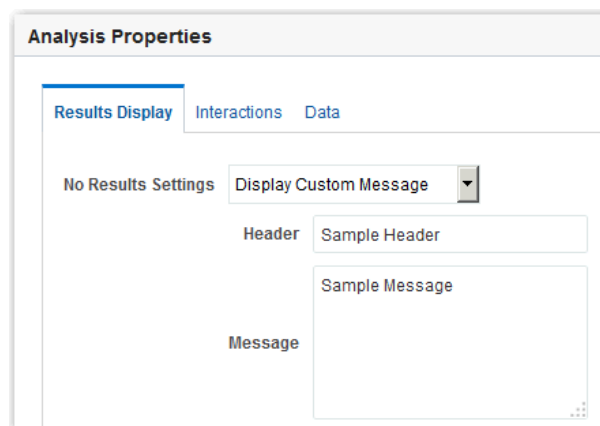 Analysis Properties
Results Display Interactions Data
No Results Settings Display Custom Message
Header Sample Header
Sample Message
Message